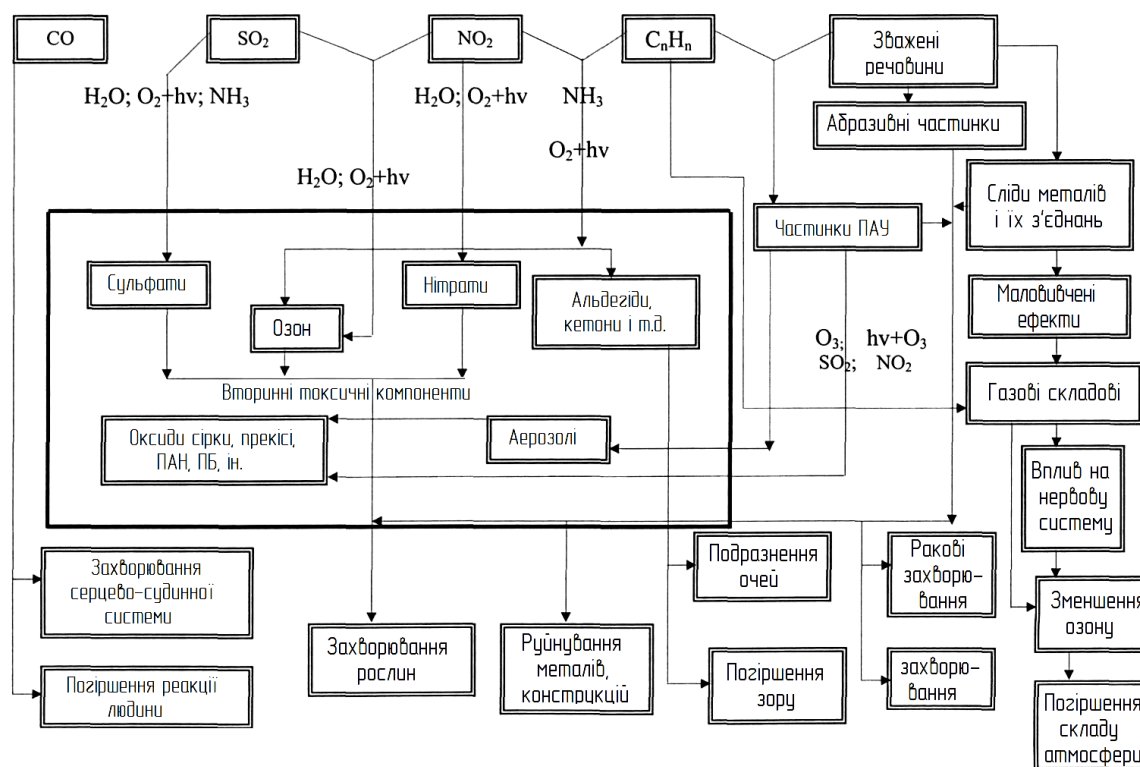 CO
SO₂
NO₂
CₙHₙ
Зважені
речовини
H₂O; O₂+hv; NH₃
H₂O; O₂+hv
NH₃
Абразивні частинки
O₂+hv
H₂O; O₂+hv
Сліди металів
і їх з'єднань
Частинки ПАУ
Сульфати
Нітрати
Альдегіди,
кетони і т.д.
Озон
Маловивчені
ефекти
O₃; hv+O₃
SO₂; NO₂
Вторинні токсичні компоненти
Газові складові
Оксиди сірки, прекісі,
ПАН, ПБ, ін.
Аерозолі
Вплив на
нервову
систему
Захворювання
серцево-судинної
системи
Подразнення
очей
Ракові
захворю-
вання
Зменшення
озону
Захворювання
рослин
Руйнування
металів,
конструкцій
Погіршення
зору
захворю-
вання
Погіршення реакції
людини
Погіршення
складу
атмосфери